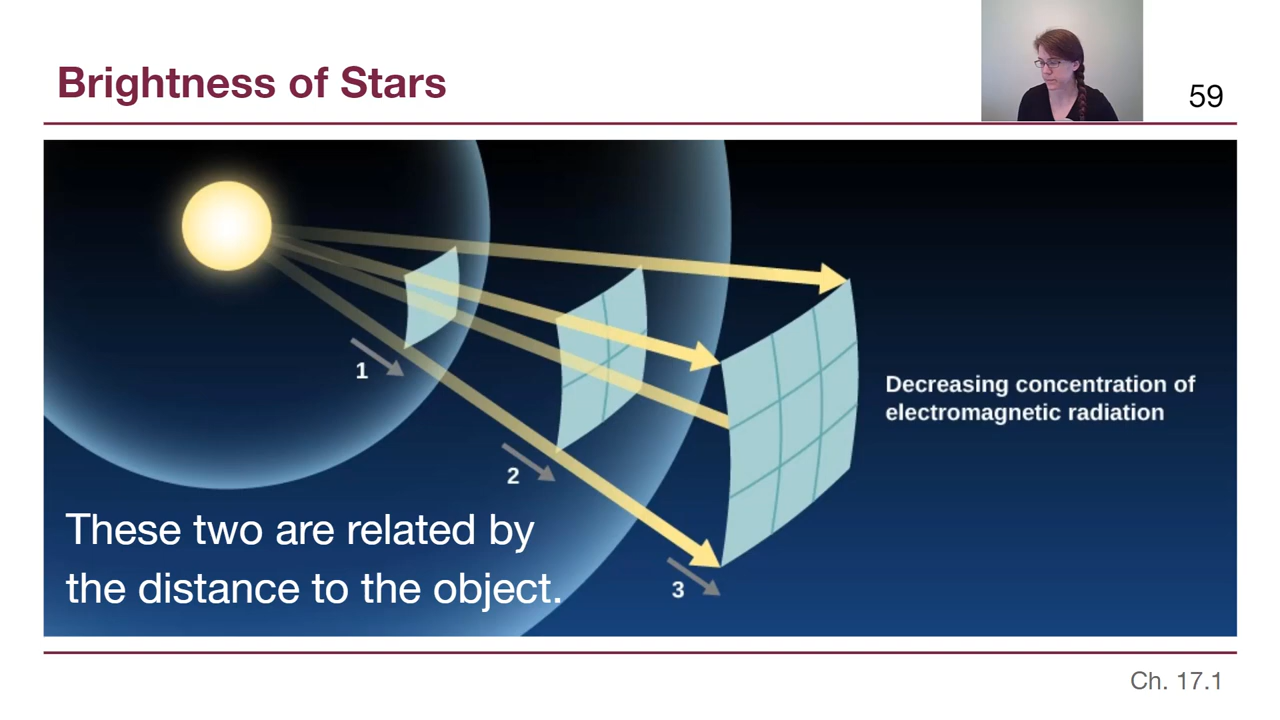 Brightness of Stars
59
1
2
3
Decreasing concentration of
electromagnetic radiation
These two are related by
the distance to the object.
Ch. 17.1